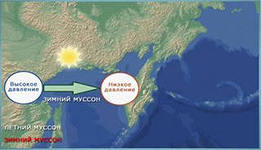 Высокое
давление
Низкое
давление
ЗИМНИЙ МУССОН
ЛЕТНИЙ МУССОН
ЗИМНИЙ МУССОН